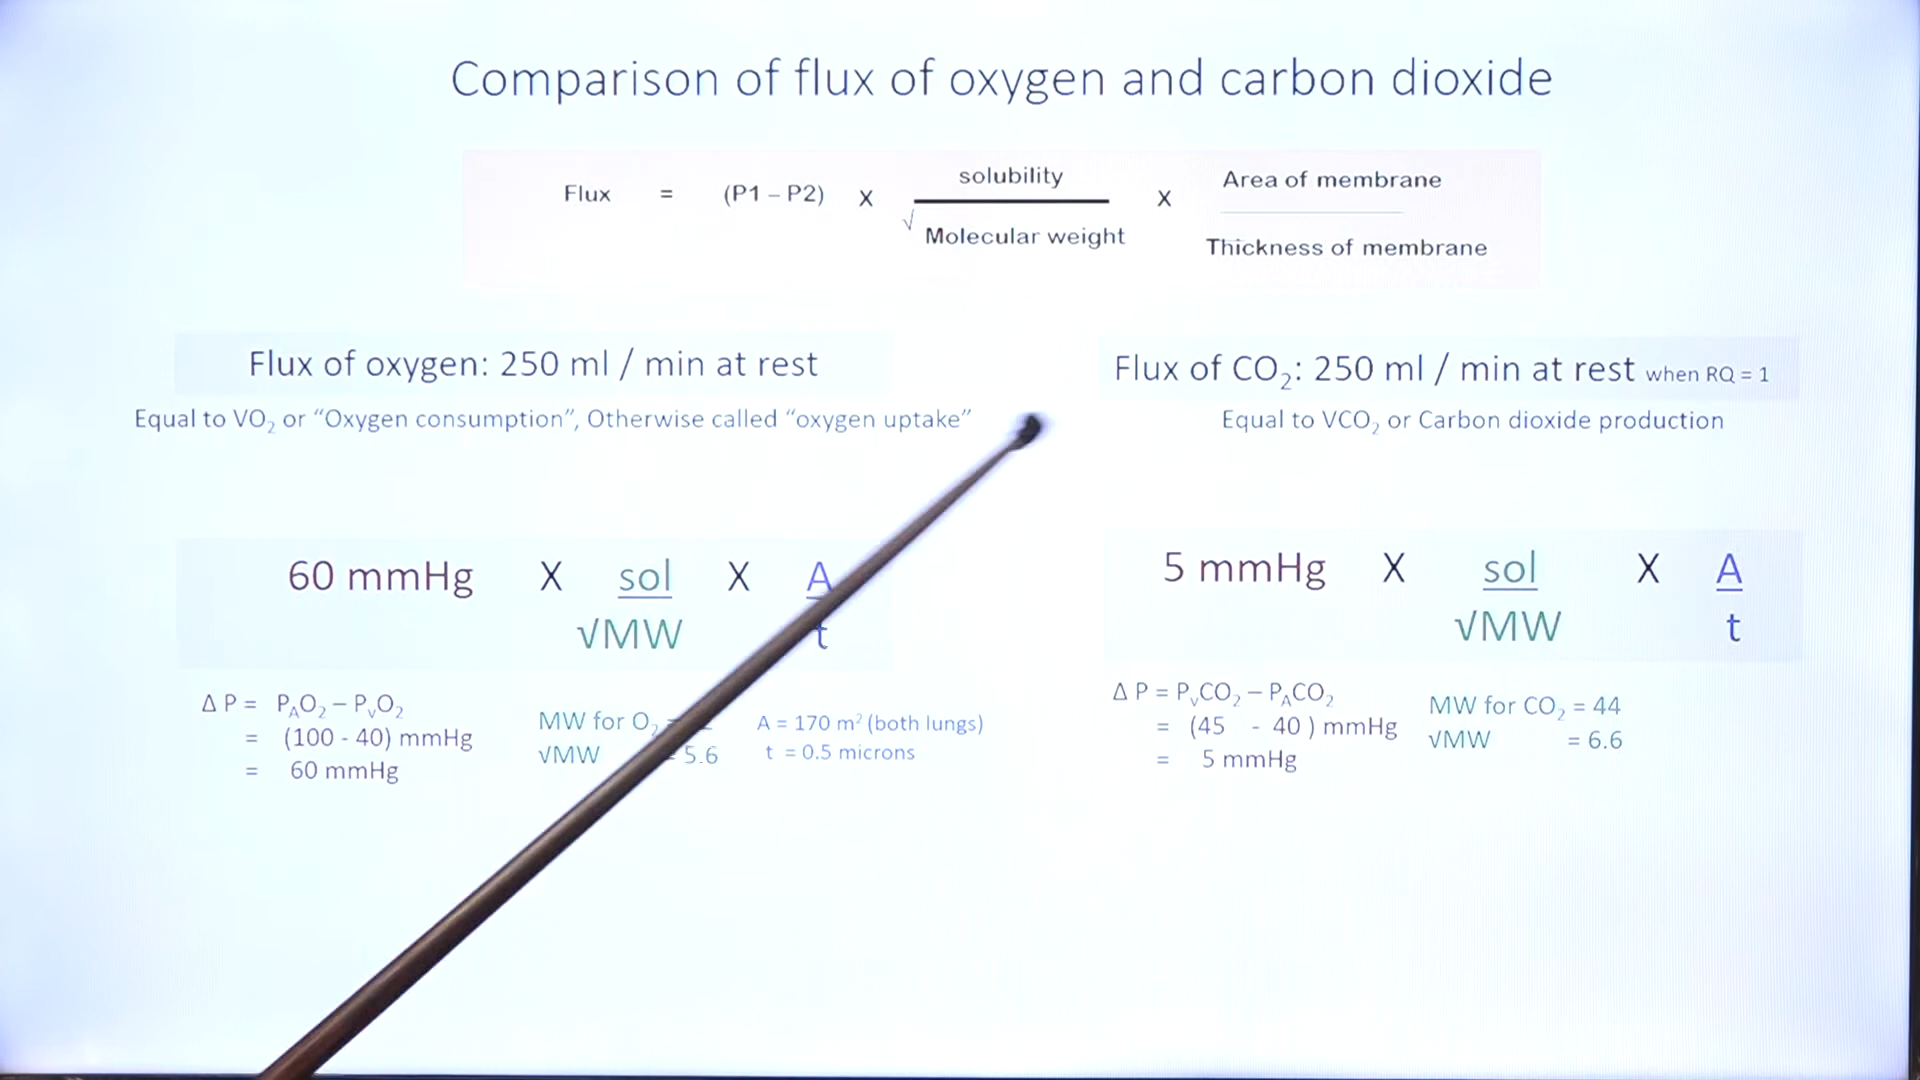 Comparison of flux of oxygen and carbon dioxide
Flux = (P1 – P2) X solubility X Area of membrane
√ Molecular weight Thickness of membrane
Flux of oxygen: 250 ml / min at rest
Equal to VO₂ or “Oxygen consumption”, Otherwise called “oxygen uptake”
60 mmHg X sol X A
√MW t
Δ P = PAO₂ – PvO₂
= (100 - 40) mmHg
= 60 mmHg
MW for O₂ =
√MW = 5.6
A = 170 m² (both lungs)
t = 0.5 microns
Flux of CO₂: 250 ml / min at rest when RQ = 1
Equal to VCO₂ or Carbon dioxide production
5 mmHg X sol X A
√MW t
Δ P = PvCO₂ – PACO₂
= (45 - 40 ) mmHg
= 5 mmHg
MW for CO₂ = 44
√MW = 6.6